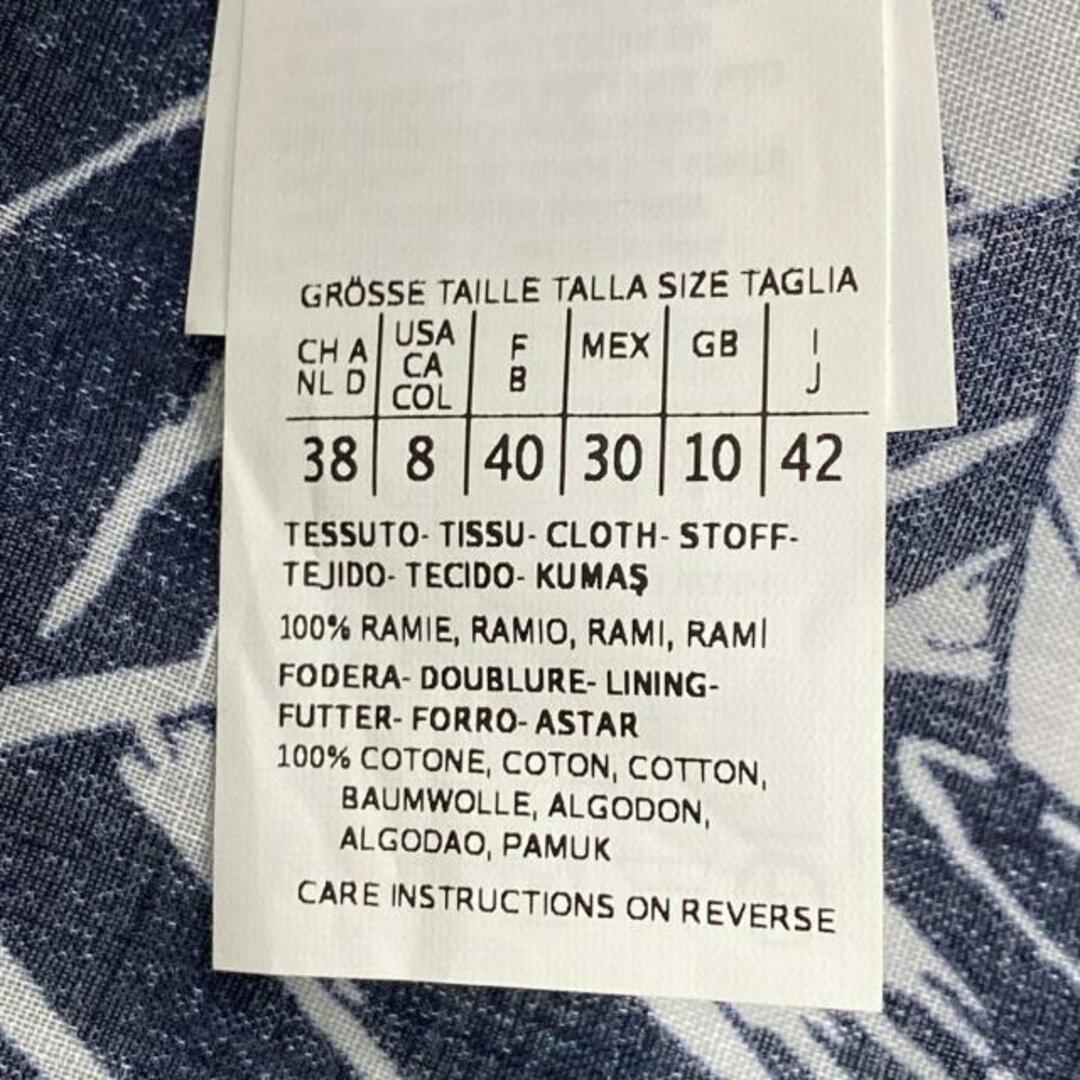 GRÖSSE TAILLE TALLA SIZE TAGLIA
CH A NL D | USA CA COL | F B | MEX | GB | I J
38 | 8 | 40 | 30 | 10 | 42
TESSUTO- TISSU- CLOTH- STOFF-
TEJIDO- TECIDO- KUMAŞ
100% RAMIE, RAMIO, RAMI, RAMİ
FODERA- DOUBLURE- LINING-
FUTTER- FORRO- ASTAR
100% COTONE, COTON, COTTON,
BAUMWOLLE, ALGODON,
ALGODAO, PAMUK
CARE INSTRUCTIONS ON REVERSE